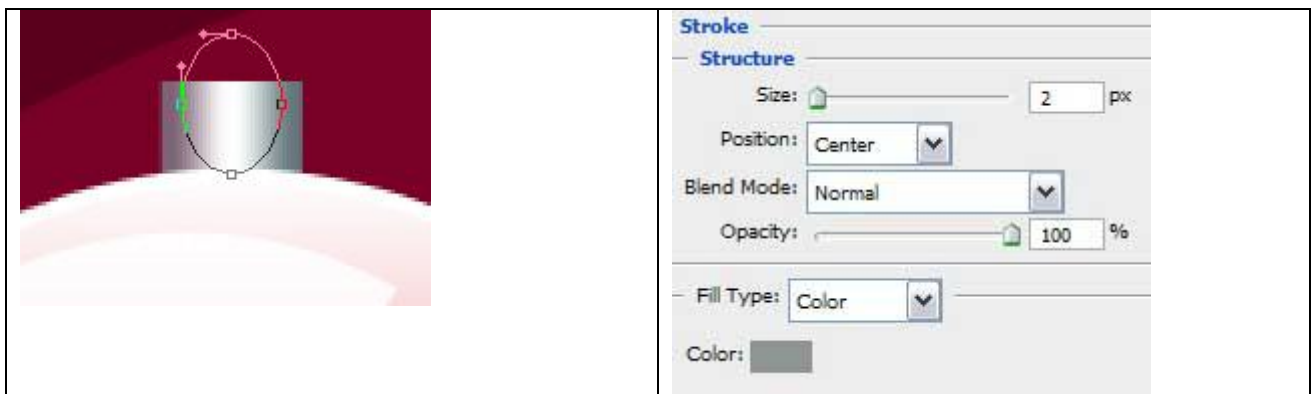 Stroke
Structure
Size: 2 px
Position: Center
Blend Mode: Normal
Opacity: 100 %
Fill Type: Color
Color: